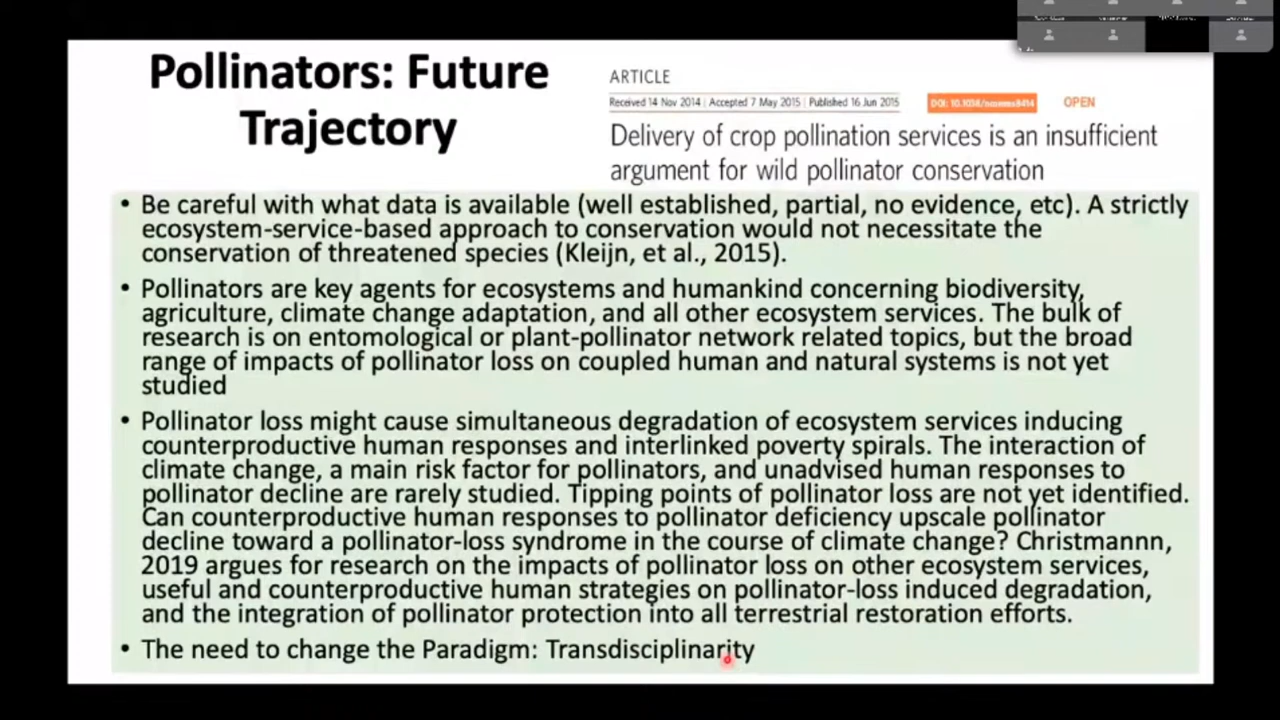 Pollinators: Future
Trajectory
ARTICLE
Received 14 Nov 2014 | Accepted 7 May 2015 | Published 16 Jun 2015
DOI: 10.1038/ncomms8414
OPEN
Delivery of crop pollination services is an insufficient
argument for wild pollinator conservation
• Be careful with what data is available (well established, partial, no evidence, etc). A strictly
ecosystem-service-based approach to conservation would not necessitate the
conservation of threatened species (Kleijn, et al., 2015).
• Pollinators are key agents for ecosystems and humankind concerning biodiversity,
agriculture, climate change adaptation, and all other ecosystem services. The bulk of
research is on entomological or plant-pollinator network related topics, but the broad
range of impacts of pollinator loss on coupled human and natural systems is not yet
studied
• Pollinator loss might cause simultaneous degradation of ecosystem services inducing
counterproductive human responses and interlinked poverty spirals. The interaction of
climate change, a main risk factor for pollinators, and unadvised human responses to
pollinator decline are rarely studied. Tipping points of pollinator loss are not yet identified.
Can counterproductive human responses to pollinator deficiency upscale pollinator
decline toward a pollinator-loss syndrome in the course of climate change? Christmannn,
2019 argues for research on the impacts of pollinator loss on other ecosystem services,
useful and counterproductive human strategies on pollinator-loss induced degradation,
and the integration of pollinator protection into all terrestrial restoration efforts.
• The need to change the Paradigm: Transdisciplinarity